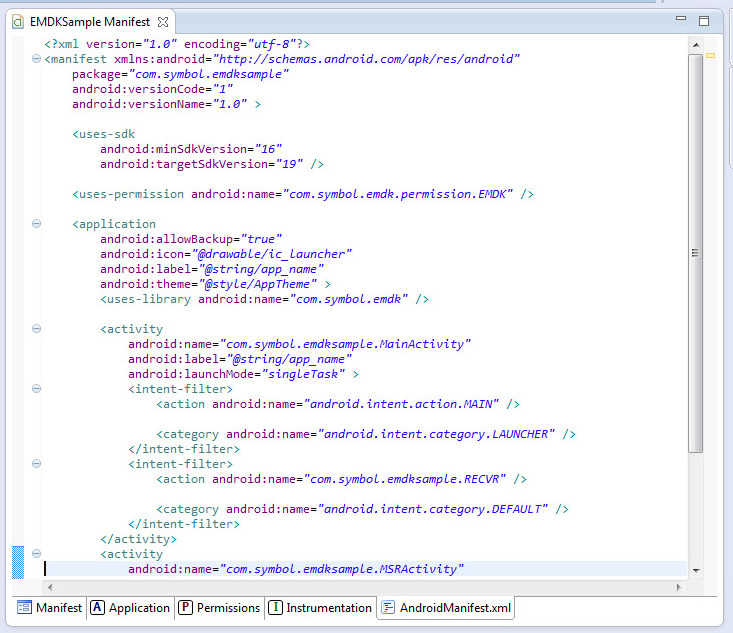 EMDKSample Manifest
<?xml version="1.0" encoding="utf-8"?>
<manifest xmlns:android="http://schemas.android.com/apk/res/android"
package="com.symbol.emdksample"
android:versionCode="1"
android:versionName="1.0" >
<uses-sdk
android:minSdkVersion="16"
android:targetSdkVersion="19" />
<uses-permission android:name="com.symbol.emdk.permission.EMDK" />
<application
android:allowBackup="true"
android:icon="@drawable/ic_launcher"
android:label="@string/app_name"
android:theme="@style/AppTheme" >
<uses-library android:name="com.symbol.emdk" />
<activity
android:name="com.symbol.emdksample.MainActivity"
android:label="@string/app_name"
android:launchMode="singleTask" >
<intent-filter>
<action android:name="android.intent.action.MAIN" />
<category android:name="android.intent.category.LAUNCHER" />
</intent-filter>
<intent-filter>
<action android:name="com.symbol.emdksample.RECVR" />
<category android:name="android.intent.category.DEFAULT" />
</intent-filter>
</activity>
<activity
android:name="com.symbol.emdksample.MSRActivity"
Manifest A Application P Permissions I Instrumentation AndroidManifest.xml